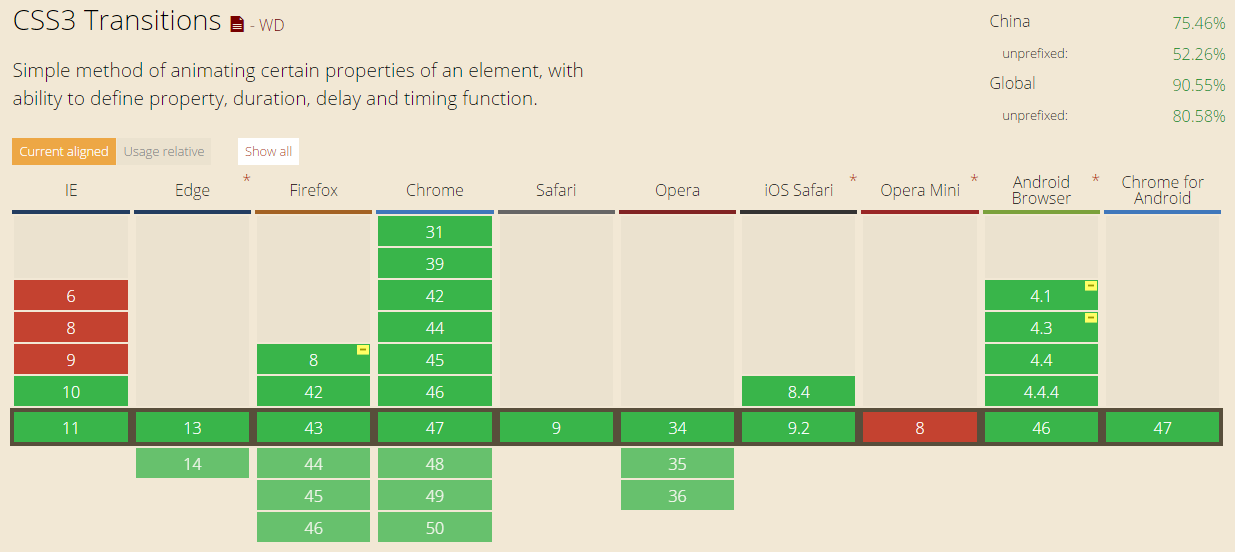 CSS3 Transitions - WD
China 75.46%
unprefixed: 52.26%
Global 90.55%
unprefixed: 80.58%
Simple method of animating certain properties of an element, with
ability to define property, duration, delay and timing function.
Current aligned Usage relative Show all
IE Edge * Firefox Chrome Safari Opera iOS Safari * Opera Mini * Android Browser * Chrome for Android
31
39
6 42 4.1
8 44 4.3
9 8 45 4.4
10 42 46 8.4 4.4.4
11 13 43 47 9 34 9.2 8 46 47
14 44 48 35
45 49 36
46 50